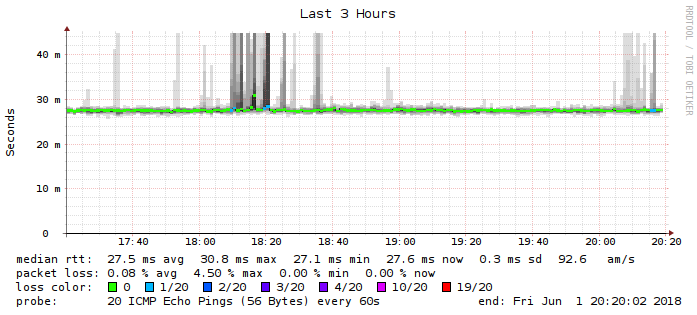 Last 3 Hours
RRDTOOL / TOBI OETIKER
Seconds
40 m
30 m
20 m
10 m
0
17:40 18:00 18:20 18:40 19:00 19:20 19:40 20:00 20:20
median rtt: 27.5 ms avg 30.8 ms max 27.1 ms min 27.6 ms now 0.3 ms sd 92.6 am/s
packet loss: 0.08 % avg 4.50 % max 0.00 % min 0.00 % now
loss color: 0 1/20 2/20 3/20 4/20 10/20 19/20
probe: 20 ICMP Echo Pings (56 Bytes) every 60s end: Fri Jun 1 20:20:02 2018